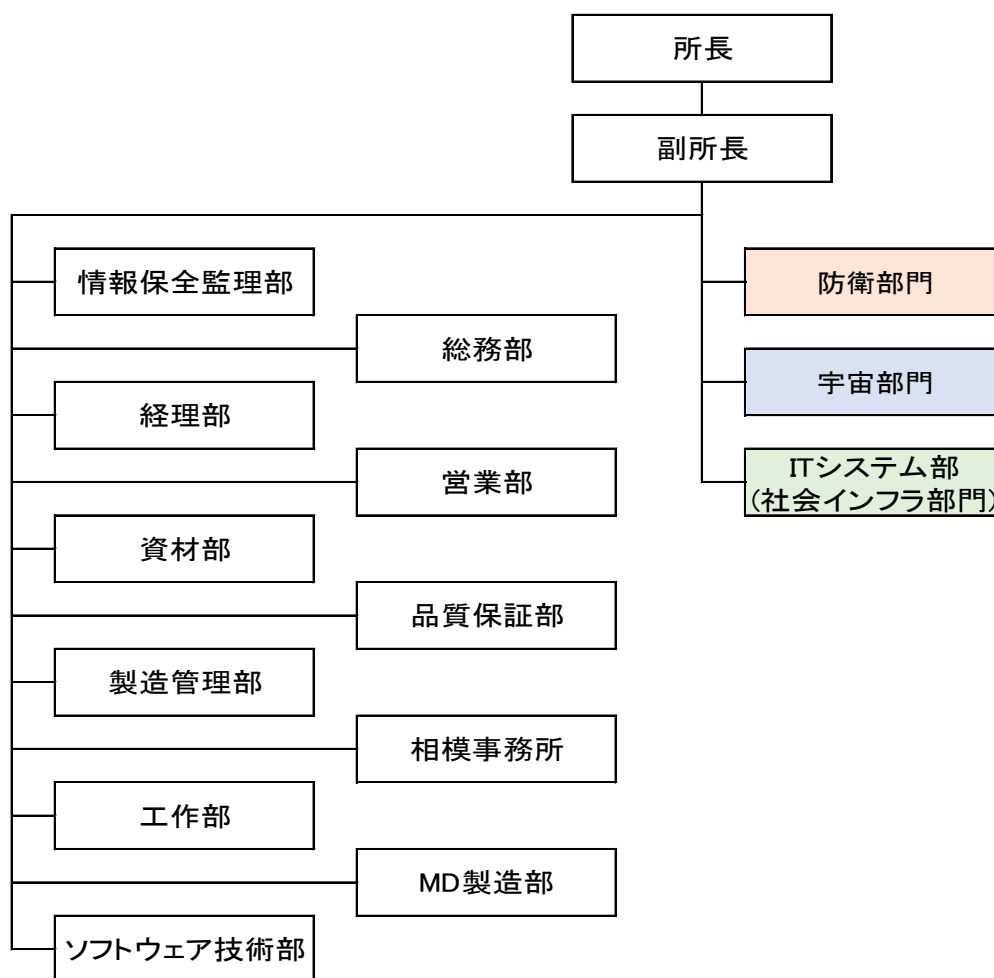 所長
副所長
情報保全監理部
総務部
経理部
営業部
資材部
品質保証部
製造管理部
相模事務所
工作部
MD製造部
ソフトウェア技術部
防衛部門
宇宙部門
ITシステム部
(社会インフラ部門)